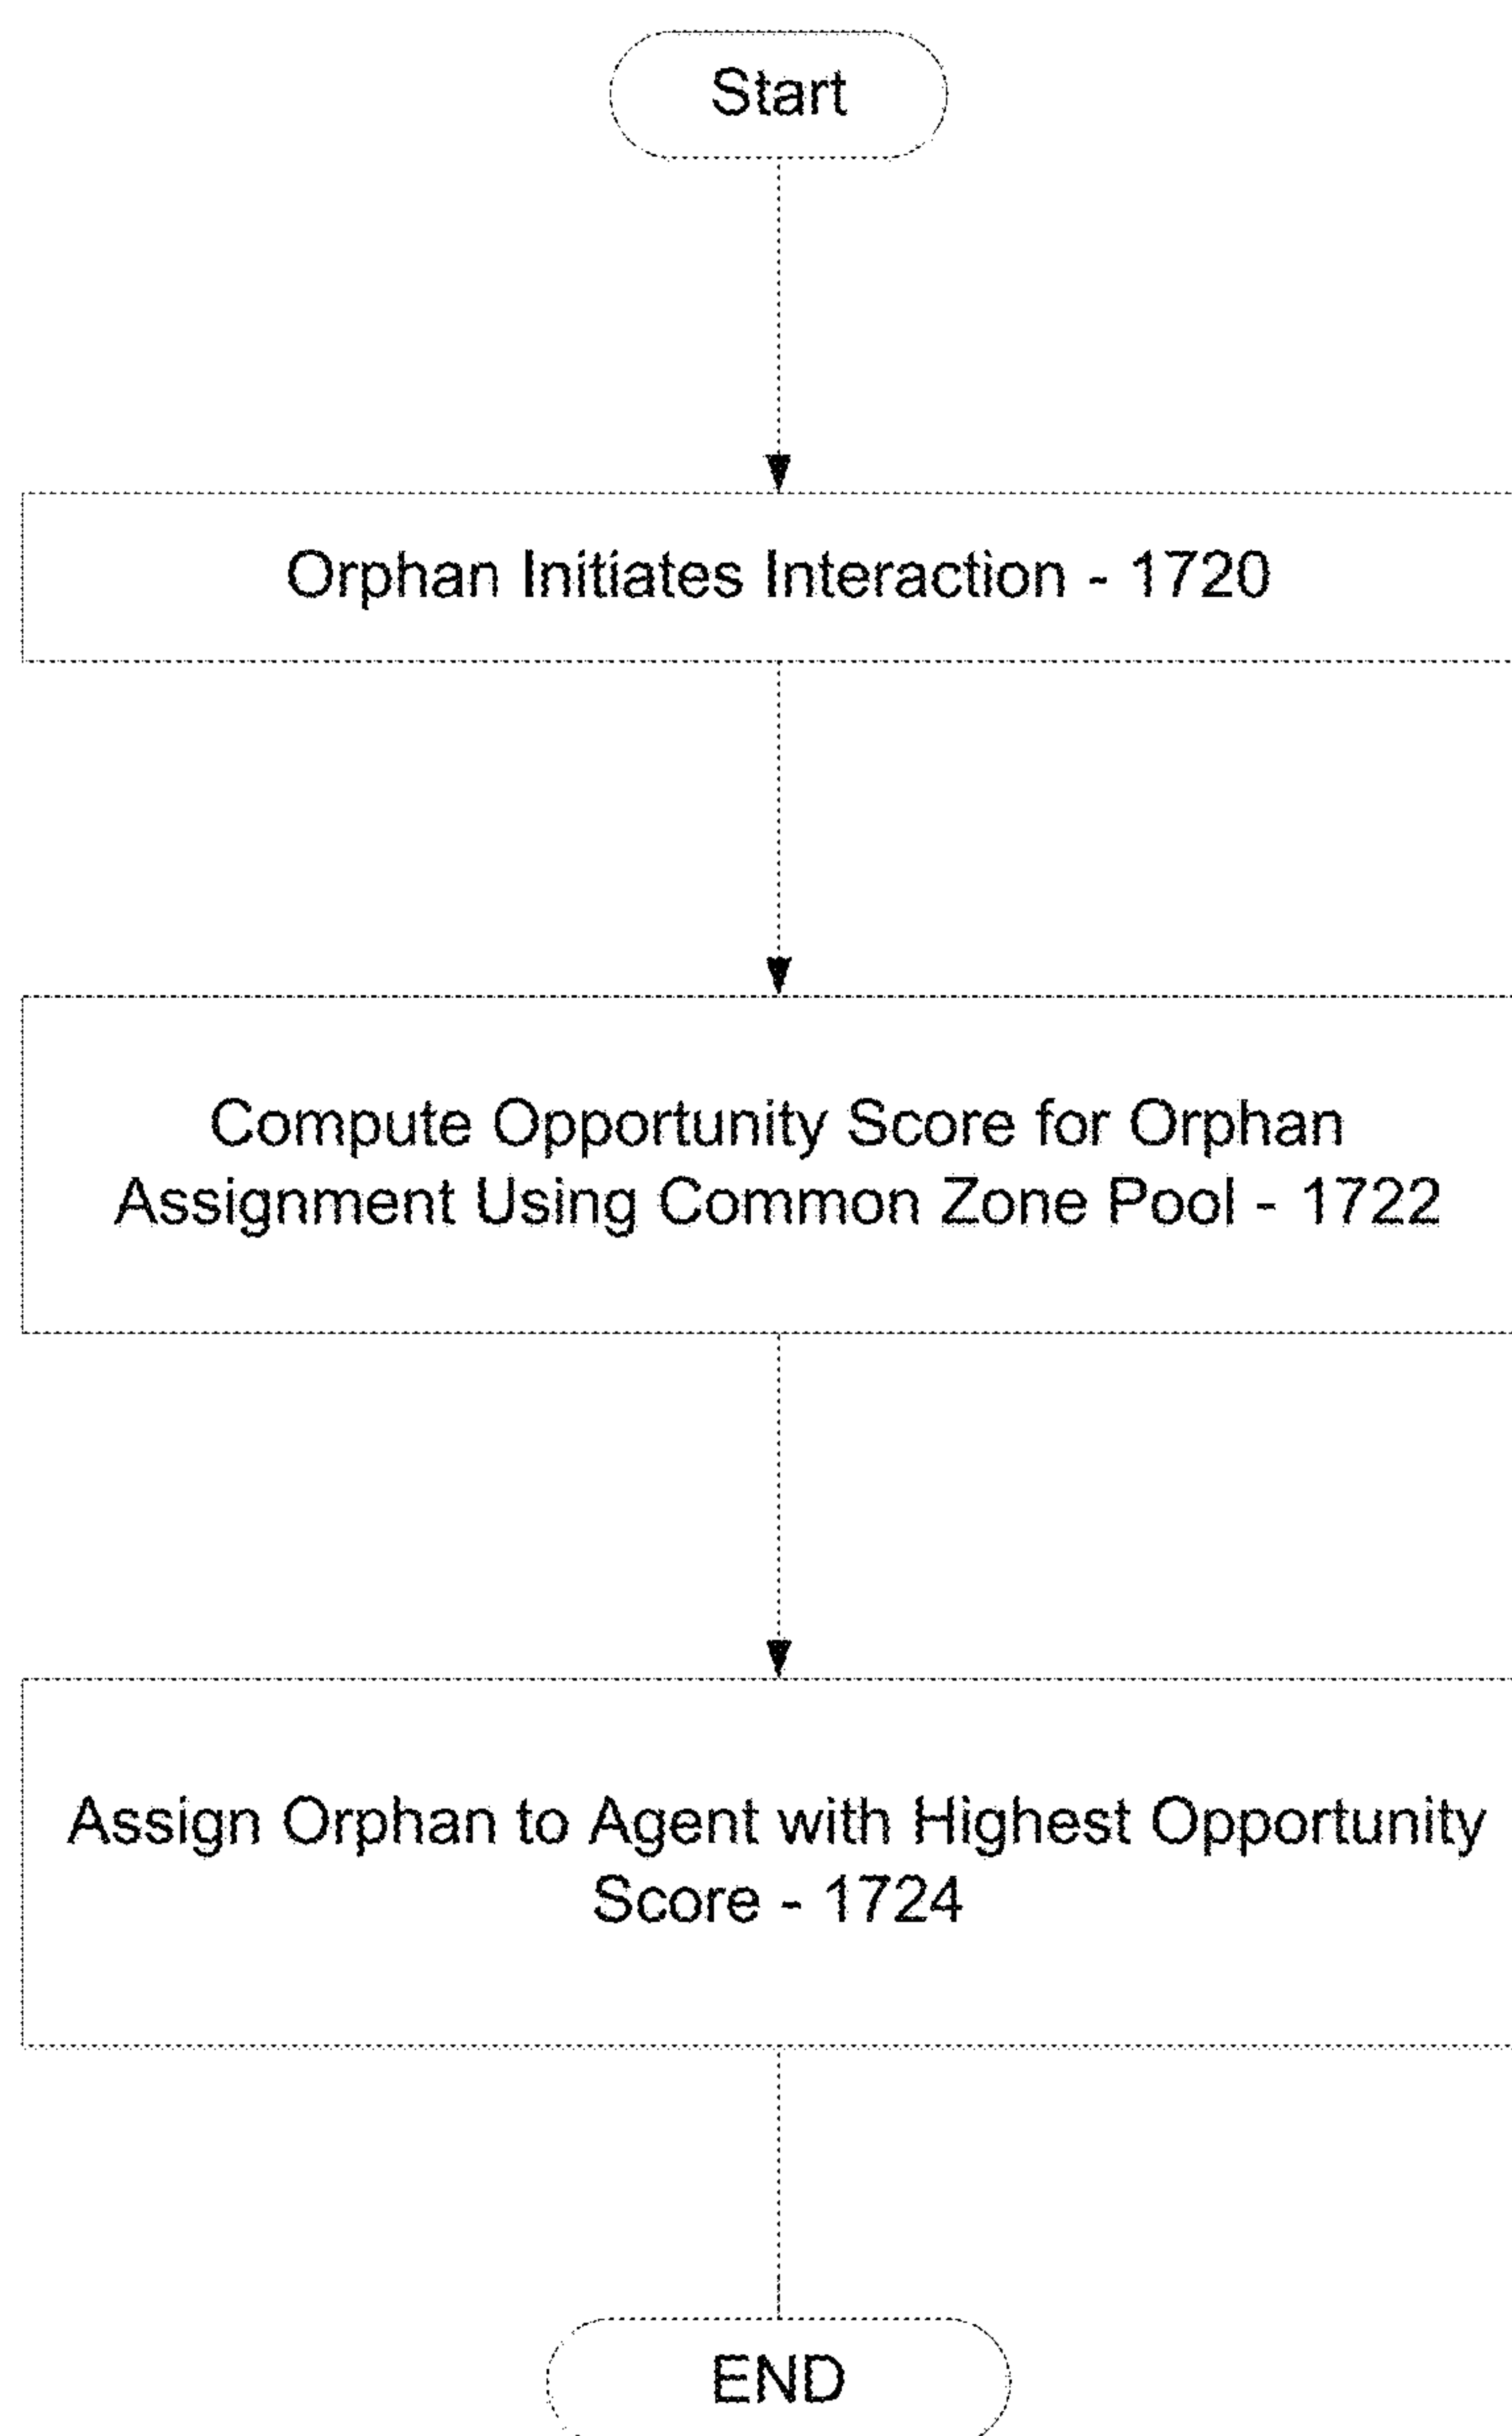 Start
Orphan Initiates Interaction - 1720
Compute Opportunity Score for Orphan
Assignment Using Common Zone Pool - 1722
Assign Orphan to Agent with Highest Opportunity
Score - 1724
END